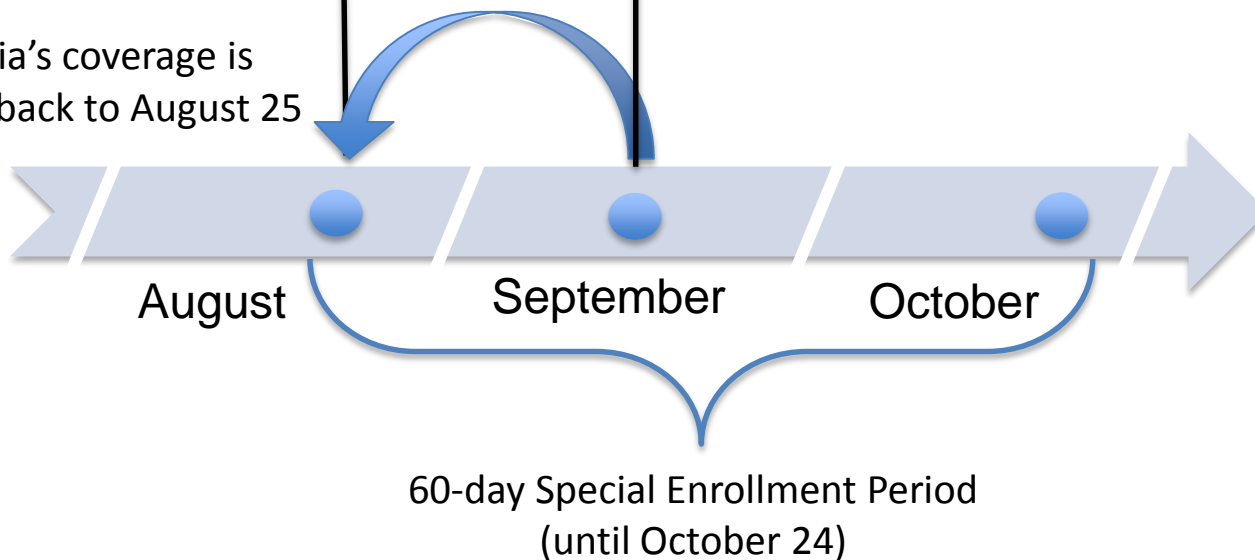 ia’s coverage is
back to August 25
August
September
October
60-day Special Enrollment Period
(until October 24)